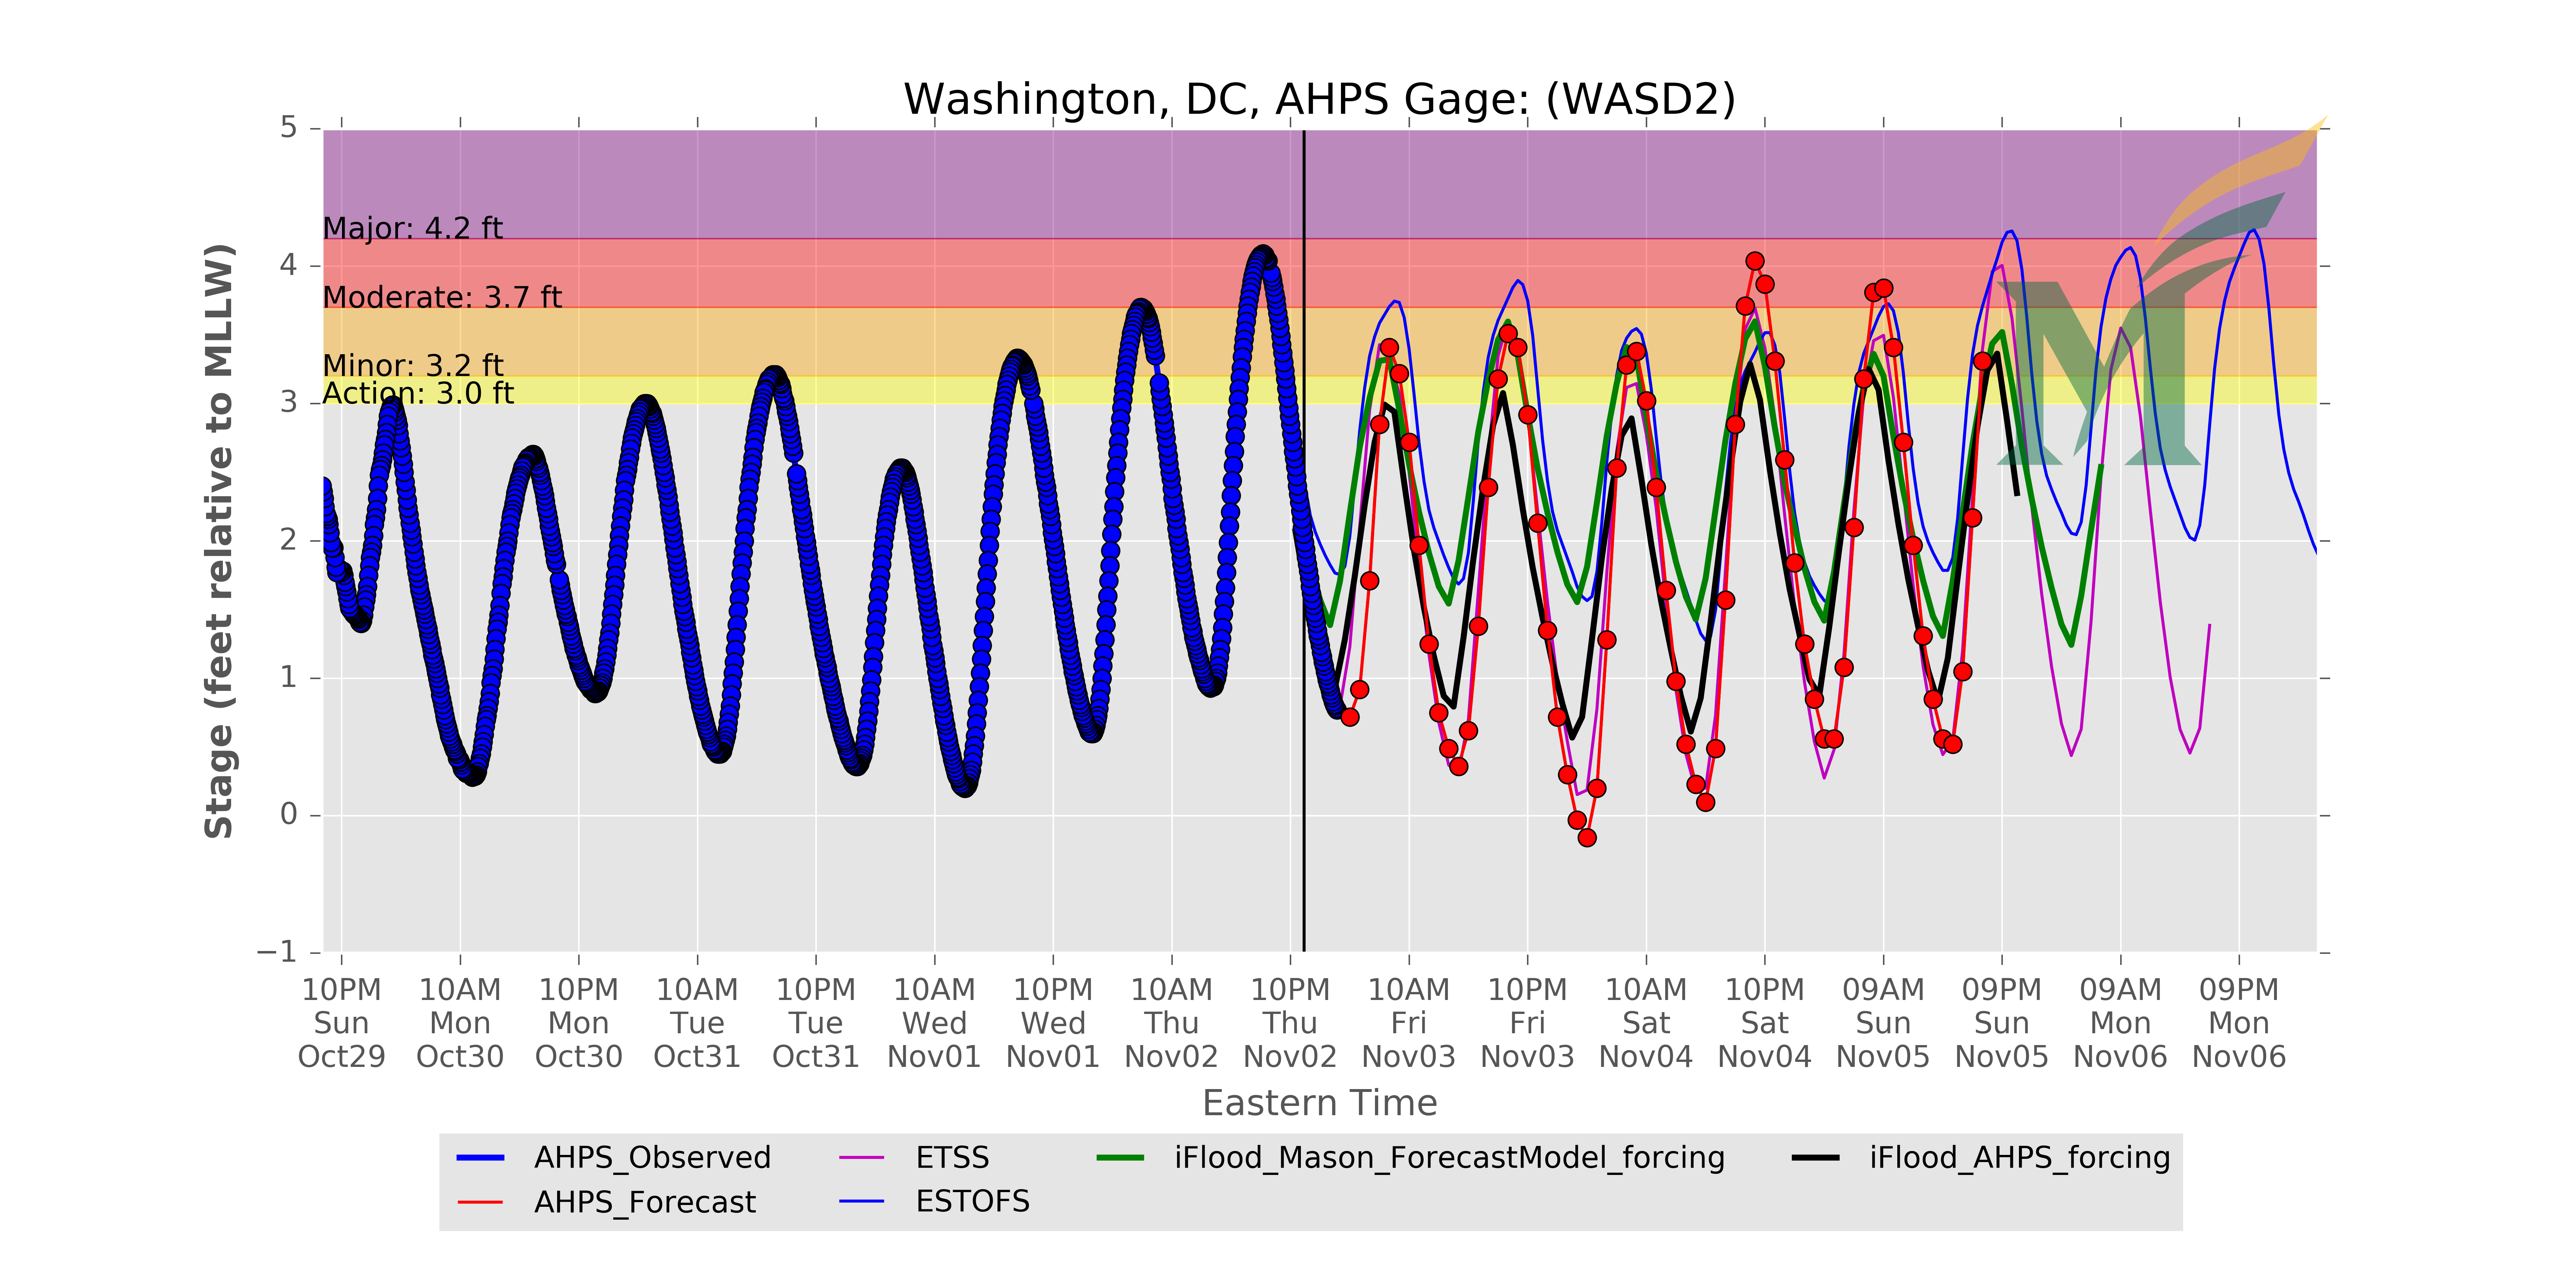 Washington, DC, AHPS Gage: (WASD2)
5
4
3
2
1
0
−1
Stage (feet relative to MLLW)
Major: 4.2 ft
Moderate: 3.7 ft
Minor: 3.2 ft
Action: 3.0 ft
10PM 10AM 10PM 10AM 10PM 10AM 10PM 10AM 10PM 10AM 10PM 10AM 10PM 09AM 09PM 09AM 09PM
Sun Mon Mon Tue Tue Wed Wed Thu Thu Fri Fri Sat Sat Sun Sun Mon Mon
Oct29 Oct30 Oct30 Oct31 Oct31 Nov01 Nov01 Nov02 Nov02 Nov03 Nov03 Nov04 Nov04 Nov05 Nov05 Nov06 Nov06
Eastern Time
AHPS_Observed ETSS iFlood_Mason_ForecastModel_forcing iFlood_AHPS_forcing
AHPS_Forecast ESTOFS